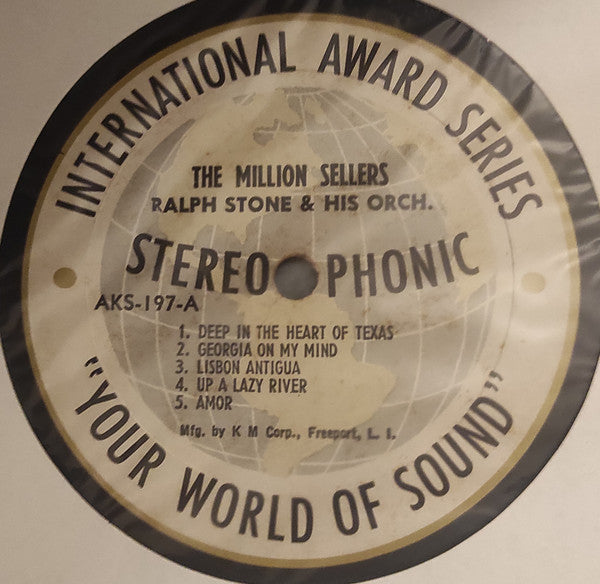 INTERNATIONAL AWARD SERIES
THE MILLION SELLERS
RALPH STONE & HIS ORCH.
STEREO PHONIC
AKS-197-A
1. DEEP IN THE HEART OF TEXAS
2. GEORGIA ON MY MIND
3. LISBON ANTIGUA
4. UP A LAZY RIVER
5. AMOR
Mfg. by K M Corp., Freeport, L. I.
"YOUR WORLD OF SOUND"